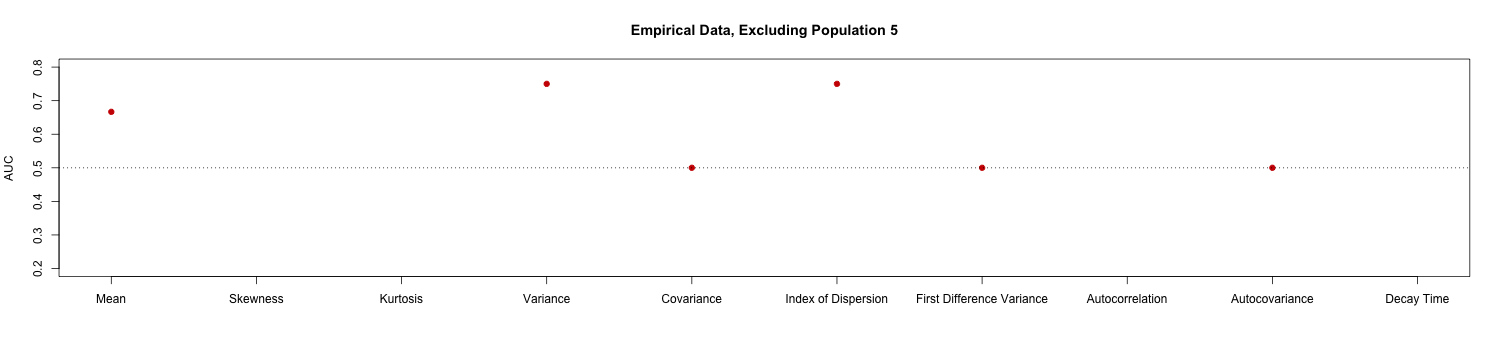 Empirical Data, Excluding Population 5
AUC
0.8
0.7
0.6
0.5
0.4
0.3
0.2
Mean Skewness Kurtosis Variance Covariance Index of Dispersion First Difference Variance Autocorrelation Autocovariance Decay Time